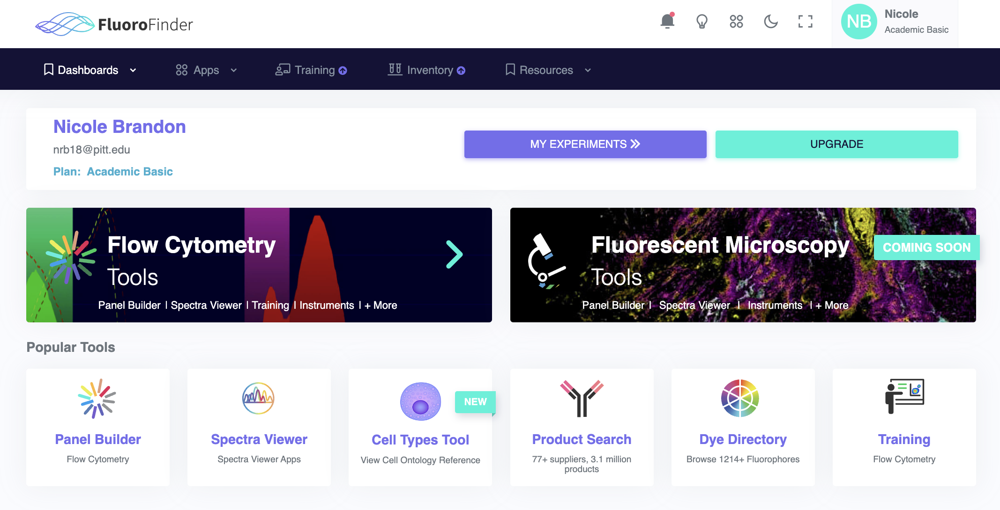 FluoroFinder
NB
Nicole
Academic Basic
Dashboards
Apps
Training
Inventory
Resources
Nicole Brandon
nrb18@pitt.edu
Plan: Academic Basic
MY EXPERIMENTS
UPGRADE
Flow Cytometry
Tools
Panel Builder | Spectra Viewer | Training | Instruments | + More
Fluorescent Microscopy
Tools
COMING SOON
Panel Builder | Spectra Viewer | Instruments | + More
Popular Tools
Panel Builder
Flow Cytometry
Spectra Viewer
Spectra Viewer Apps
NEW
Cell Types Tool
View Cell Ontology Reference
Product Search
77+ suppliers, 3.1 million
products
Dye Directory
Browse 1214+ Fluorophores
Training
Flow Cytometry